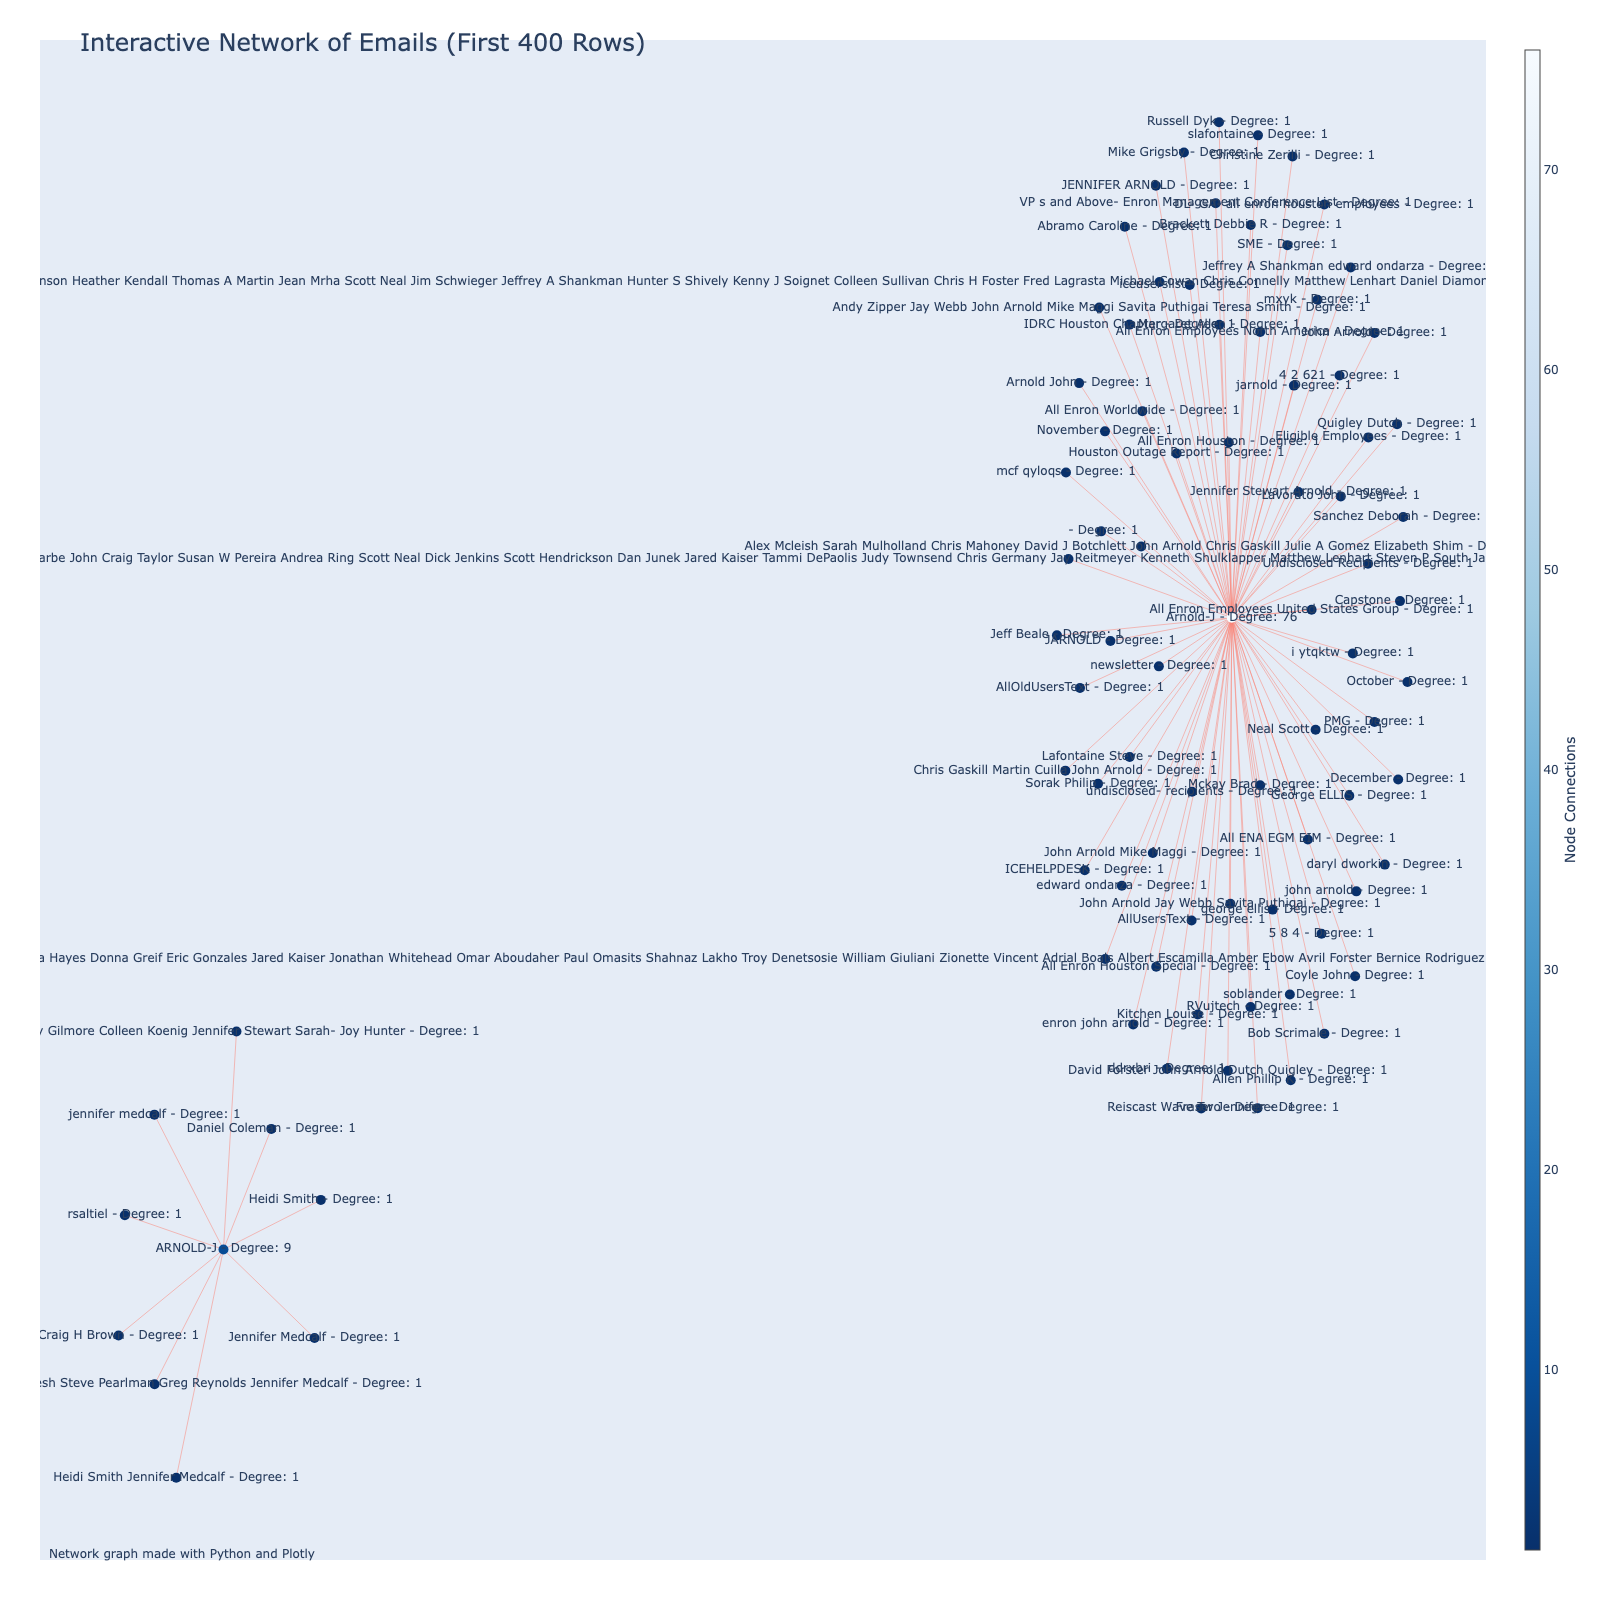 Interactive Network of Emails (First 400 Rows)
Russell Dyk - Degree: 1
slafontaine - Degree: 1
Mike Grigsby - Degree: 1
Christine Zerilli - Degree: 1
70
JENNIFER ARNOLD - Degree: 1
VP s and Above- Enron Management Conference List - Degree: 1
DL- GA- all enron houston employees - Degree: 1
Abramo Caroline - Degree: 1
Brackett Debbie R - Degree: 1
SME - Degree: 1
Jeffrey A Shankman edward ondarza - Degree:
nson Heather Kendall Thomas A Martin Jean Mrha Scott Neal Jim Schwieger Jeffrey A Shankman Hunter S Shively Kenny J Soignet Colleen Sullivan Chris H Foster Fred Lagrasta Michael Cowan Chris Connelly Matthew Lenhart Daniel Diamor
iceuserslist - Degree: 1
mxyk - Degree: 1
Andy Zipper Jay Webb John Arnold Mike Maggi Savita Puthigai Teresa Smith - Degree: 1
IDRC Houston Chapter - Degree: 1
Margaret Allen - Degree: 1
All Enron Employees North America - Degree: 1
John Arnold - Degree: 1
60
4 2 621 - Degree: 1
Arnold John - Degree: 1
jarnold - Degree: 1
All Enron Worldwide - Degree: 1
Quigley Dutch - Degree: 1
November - Degree: 1
Eligible Employees - Degree: 1
All Enron Houston - Degree: 1
Houston Outage Report - Degree: 1
mcf qyloqs - Degree: 1
Jennifer Stewart Arnold - Degree: 1
Lavorato John - Degree: 1
Sanchez Deborah - Degree:
- Degree: 1
Alex Mcleish Sarah Mulholland Chris Mahoney David J Botchlett John Arnold Chris Gaskill Julie A Gomez Elizabeth Shim - D
arbe John Craig Taylor Susan W Pereira Andrea Ring Scott Neal Dick Jenkins Scott Hendrickson Dan Junek Jared Kaiser Tammi DePaolis Judy Townsend Chris Germany Jay Reitmeyer Kenneth Shulklapper Matthew Lenhart Steven P South Ja
Undisclosed Recipients - Degree: 1
50
Capstone - Degree: 1
All Enron Employees United States Group - Degree: 1
Arnold-J - Degree: 76
Jeff Beale - Degree: 1
JARNOLD - Degree: 1
i ytqktw - Degree: 1
newsletter - Degree: 1
October - Degree: 1
AllOldUsersText - Degree: 1
PMG - Degree: 1
Neal Scott - Degree: 1
Node Connections
Lafontaine Steve - Degree: 1
40
Chris Gaskill Martin Cuilla John Arnold - Degree: 1
December - Degree: 1
Sorak Philip - Degree: 1
Mckay Brad - Degree: 1
undisclosed- recipients - Degree: 1
George ELLIS - Degree: 1
All ENA EGM EIM - Degree: 1
John Arnold Mike Maggi - Degree: 1
daryl dworkin - Degree: 1
ICEHELPDESK - Degree: 1
edward ondarza - Degree: 1
john arnold - Degree: 1
John Arnold Jay Webb Savita Puthigai - Degree: 1
george ellis - Degree: 1
AllUsersText - Degree: 1
5 8 4 - Degree: 1
a Hayes Donna Greif Eric Gonzales Jared Kaiser Jonathan Whitehead Omar Aboudaher Paul Omasits Shahnaz Lakho Troy Denetsosie William Giuliani Zionette Vincent Adrial Boals Albert Escamilla Amber Ebow Avril Forster Bernice Rodriguez
All Enron Houston Special - Degree: 1
30
Coyle John - Degree: 1
soblander - Degree: 1
RVujtech - Degree: 1
Kitchen Louise - Degree: 1
enron john arnold - Degree: 1
y Gilmore Colleen Koenig Jennifer Stewart Sarah- Joy Hunter - Degree: 1
Bob Scrimale - Degree: 1
- Degree: 1
David Forster John Arnold Dutch Quigley - Degree: 1
Allen Phillip K - Degree: 1
Reiscast Wave Two - Degree: 1
Fraser Jennifer - Degree: 1
jennifer medcalf - Degree: 1
Daniel Coleman - Degree: 1
20
Heidi Smith - Degree: 1
rsaltiel - Degree: 1
ARNOLD-J - Degree: 9
Craig H Brown - Degree: 1
Jennifer Medcalf - Degree: 1
10
esh Steve Pearlman Greg Reynolds Jennifer Medcalf - Degree: 1
Heidi Smith Jennifer Medcalf - Degree: 1
Network graph made with Python and Plotly